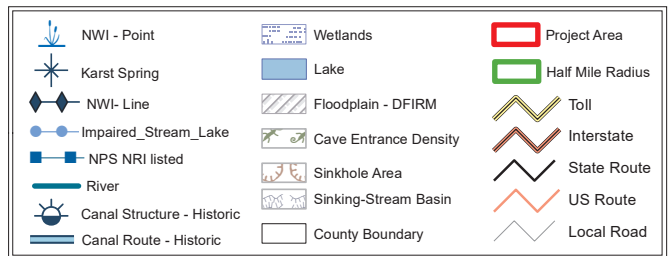 NWI - Point
Karst Spring
NWI- Line
Impaired_Stream_Lake
NPS NRI listed
River
Canal Structure - Historic
Canal Route - Historic
Wetlands
Lake
Floodplain - DFIRM
Cave Entrance Density
Sinkhole Area
Sinking-Stream Basin
County Boundary
Project Area
Half Mile Radius
Toll
Interstate
State Route
US Route
Local Road